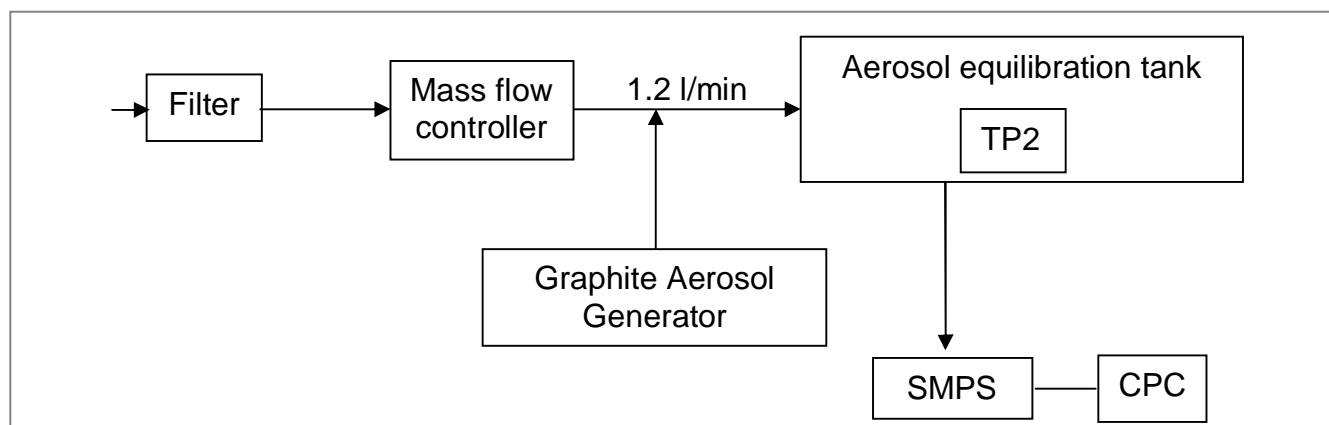 Filter
Mass flow
controller
1.2 l/min
Aerosol equilibration tank
TP2
Graphite Aerosol
Generator
SMPS
CPC